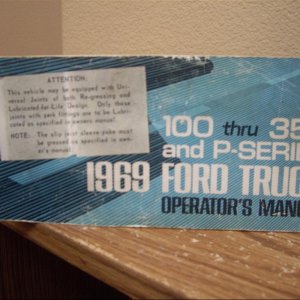 ATTENTION:
This vehicle may be equipped with Uni-
versal Joints of both Re-greasing and
Lubricated-for-Life Design. Only those
joints with perk fittings are to be Lubri-
cated as specified in owners manual.
NOTE: The slip joint sleeve yoke must
be greased as specified in own-
er's manual.
100 thru 35
and P-SERI
1969 FORD TRUC
OPERATOR'S MANU